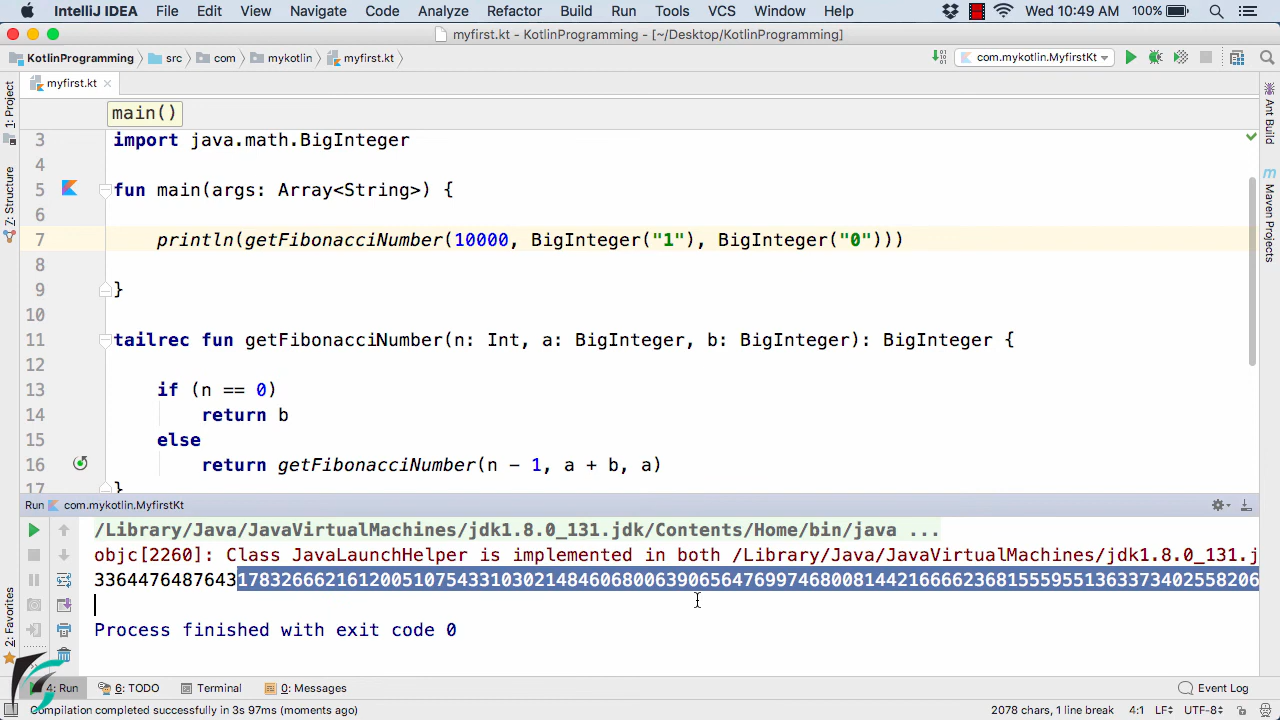 IntelliJ IDEA File Edit View Navigate Code Analyze Refactor Build Run Tools VCS Window Help 100% Wed 10:49 AM
myfirst.kt - KotlinProgramming - [~/Desktop/KotlinProgramming]
KotlinProgramming src com mykotlin myfirst.kt com.mykotlin.MyfirstKt
myfirst.kt
main()
3 import java.math.BigInteger
4
5 fun main(args: Array<String>) {
6
7 println(getFibonacciNumber(10000, BigInteger("1"), BigInteger("0")))
8
9 }
10
11 tailrec fun getFibonacciNumber(n: Int, a: BigInteger, b: BigInteger): BigInteger {
12
13 if (n == 0)
14 return b
15 else
16 return getFibonacciNumber(n - 1, a + b, a)
17 }
1: Project
7: Structure
2: Favorites
Ant Build
Maven Projects
Run com.mykotlin.MyfirstKt
/Library/Java/JavaVirtualMachines/jdk1.8.0_131.jdk/Contents/Home/bin/java ...
objc[2260]: Class JavaLaunchHelper is implemented in both /Library/Java/JavaVirtualMachines/jdk1.8.0_131.j
3364476487643178326662161200510754331030214846068006390656476997468008144216666236815559551363373402558206
Process finished with exit code 0
4: Run 6: TODO Terminal 0: Messages Event Log
Compilation completed successfully in 3s 97ms (moments ago) 2078 chars, 1 line break 4:1 LF UTF-8